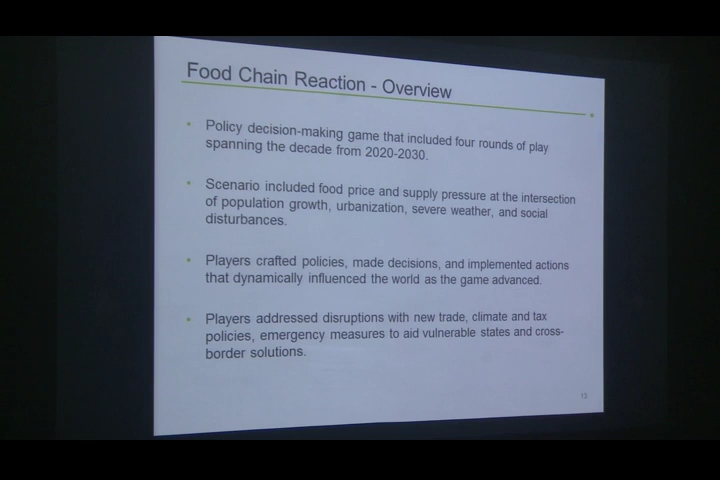 Food Chain Reaction - Overview
• Policy decision-making game that included four rounds of play
spanning the decade from 2020-2030.
• Scenario included food price and supply pressure at the intersection
of population growth, urbanization, severe weather, and social
disturbances.
• Players crafted policies, made decisions, and implemented actions
that dynamically influenced the world as the game advanced.
• Players addressed disruptions with new trade, climate and tax
policies, emergency measures to aid vulnerable states and cross-
border solutions.
13